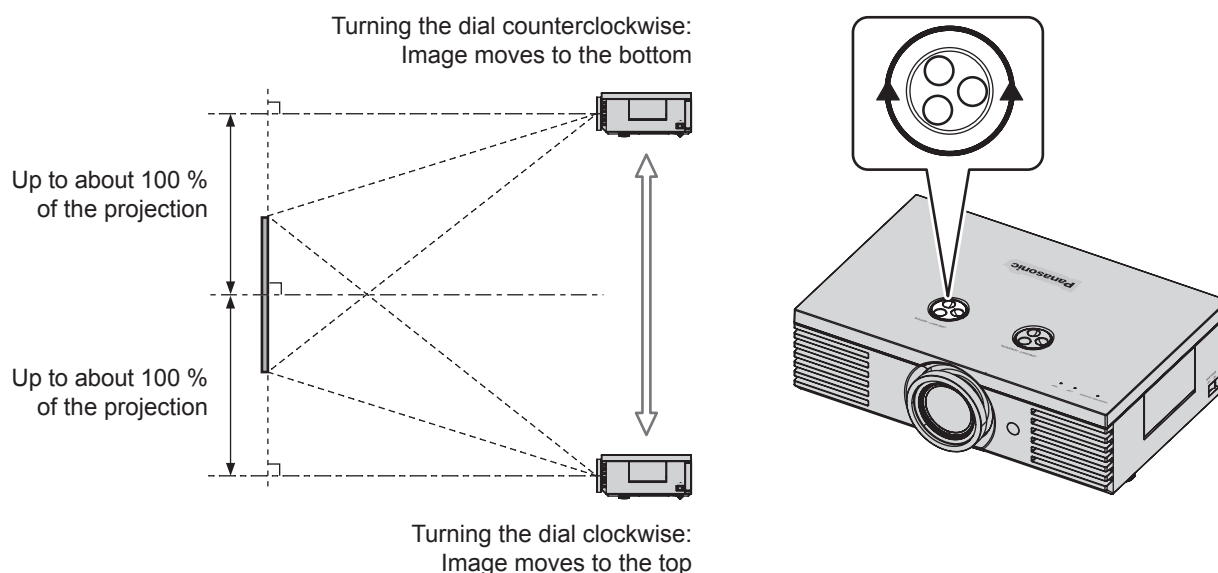 Turning the dial counterclockwise:
Image moves to the bottom
Up to about 100 %
of the projection
Up to about 100 %
of the projection
Panasonic
Turning the dial clockwise:
Image moves to the top